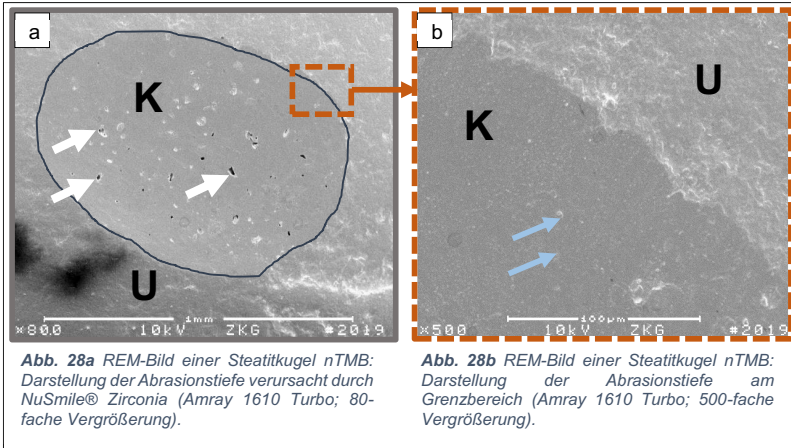 a
K
U
1mm
x80.0 10kV ZKG #2019
b
U
K
100µm
x500 10kV ZKG #2019
Abb. 28a REM-Bild einer Steatitkugel nTMB:
Darstellung der Abrasionstiefe verursacht durch
NuSmile® Zirconia (Amray 1610 Turbo; 80-
fache Vergrößerung).
Abb. 28b REM-Bild einer Steatitkugel nTMB:
Darstellung der Abrasionstiefe am
Grenzbereich (Amray 1610 Turbo; 500-fache
Vergrößerung).